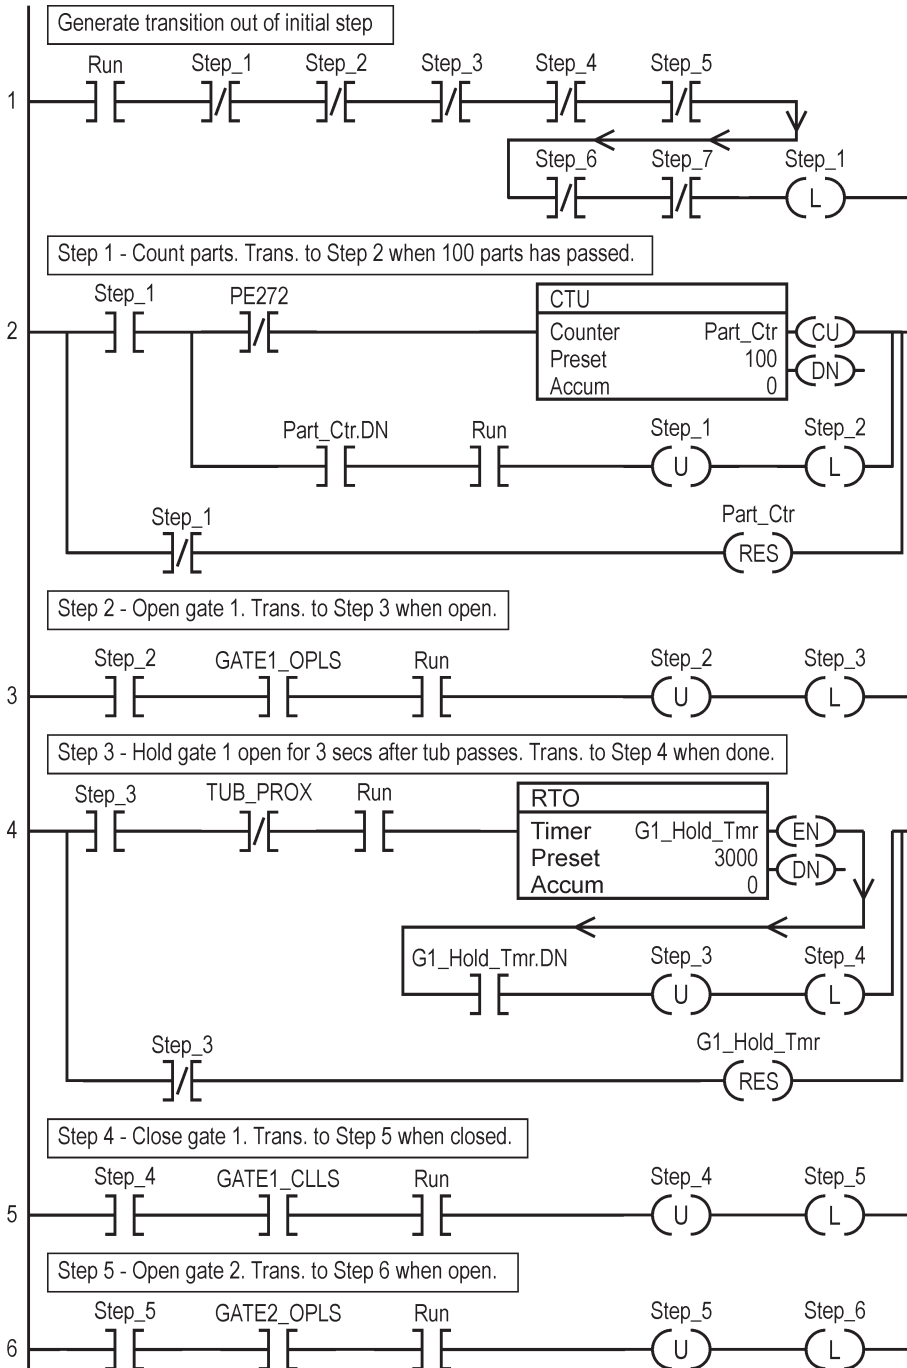 Generate transition out of initial step
Run Step_1 Step_2 Step_3 Step_4 Step_5
1
Step_6 Step_7 Step_1
L
Step 1 - Count parts. Trans. to Step 2 when 100 parts has passed.
Step_1 PE272
CTU
2
Counter Part_Ctr CU
Preset 100
DN
Accum 0
Part_Ctr.DN Run Step_1 Step_2
U L
Step_1 Part_Ctr
RES
Step 2 - Open gate 1. Trans. to Step 3 when open.
Step_2 GATE1_OPLS Run Step_2 Step_3
3 U L
Step 3 - Hold gate 1 open for 3 secs after tub passes. Trans. to Step 4 when done.
Step_3 TUB_PROX Run
RTO
4
Timer G1_Hold_Tmr EN
Preset 3000
DN
Accum 0
G1_Hold_Tmr.DN Step_3 Step_4
U L
Step_3 G1_Hold_Tmr
RES
Step 4 - Close gate 1. Trans. to Step 5 when closed.
Step_4 GATE1_CLLS Run Step_4 Step_5
5 U L
Step 5 - Open gate 2. Trans. to Step 6 when open.
Step_5 GATE2_OPLS Run Step_5 Step_6
6 U L